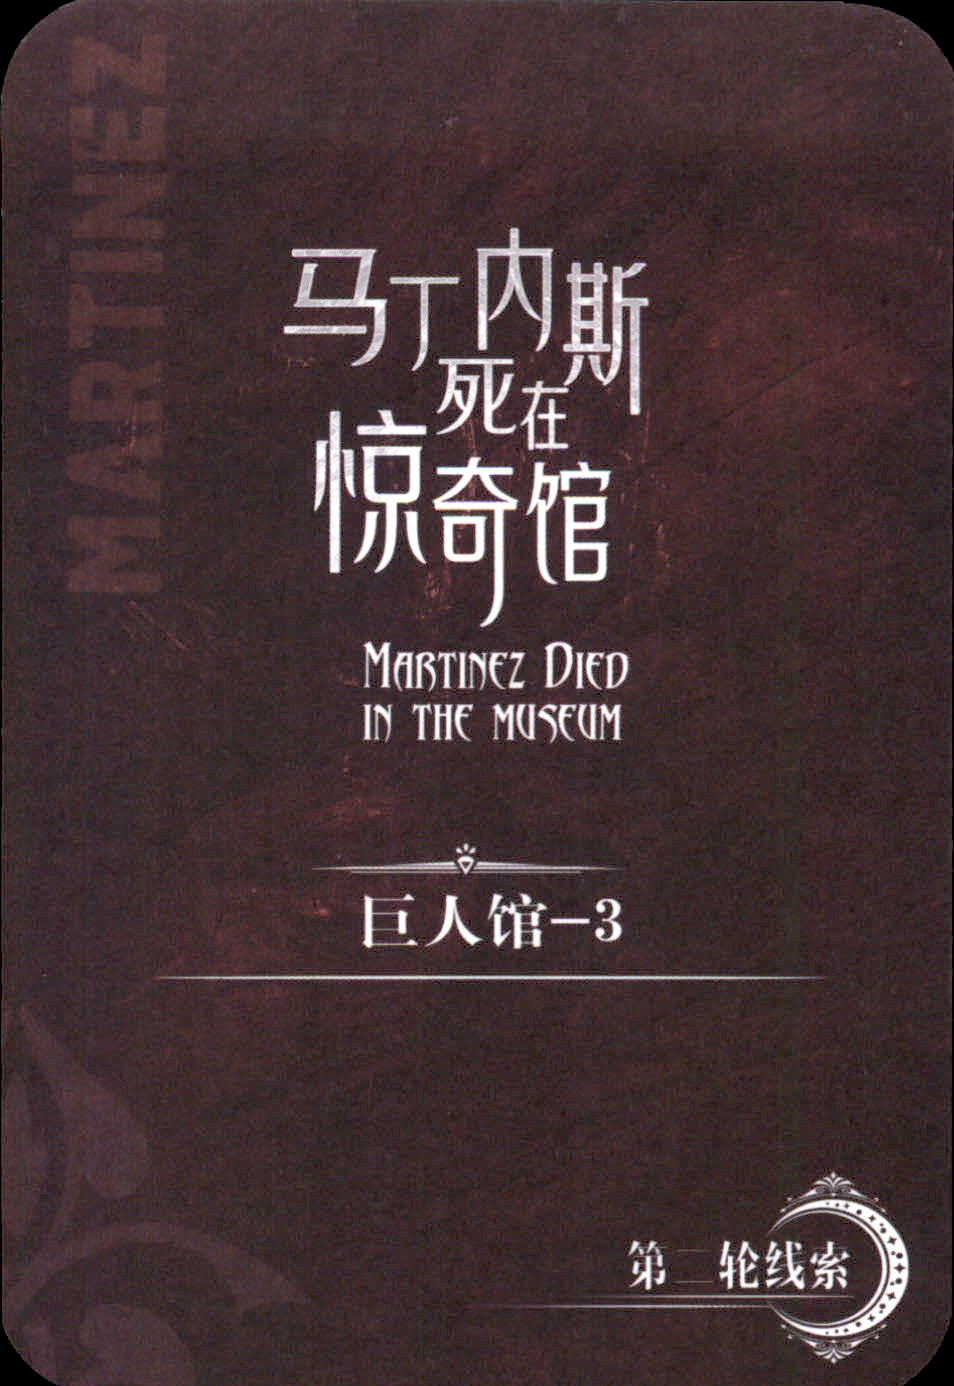 MARTINEZ
马丁内斯
死在
惊奇馆
MARTINEZ DIED
IN THE MUSEUM
巨人馆-3
第二轮线索